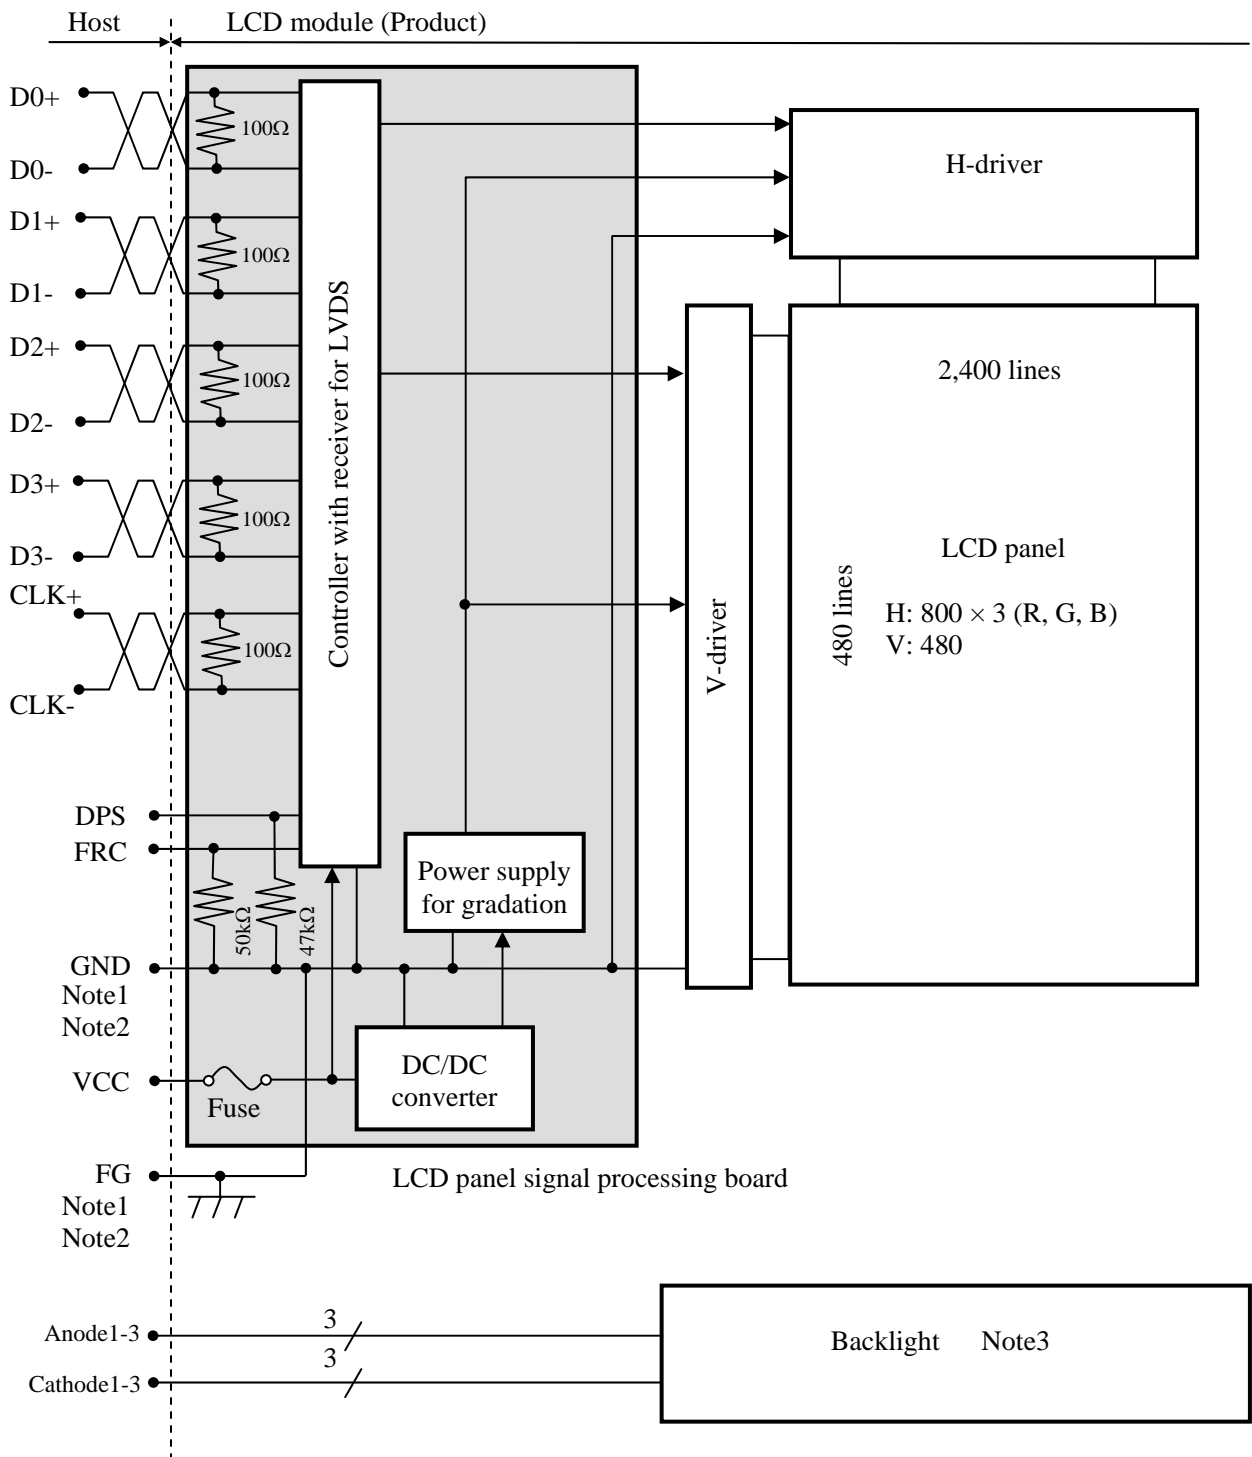 Host
LCD module (Product)
D0+
100Ω
D0-
H-driver
D1+
100Ω
D1-
D2+
100Ω
D2-
D3+
100Ω
D3-
CLK+
100Ω
CLK-
Controller with receiver for LVDS
V-driver
2,400 lines
480 lines
LCD panel
H: 800 × 3 (R, G, B)
V: 480
DPS
FRC
50kΩ
47kΩ
Power supply
for gradation
GND
Note1
Note2
VCC
Fuse
DC/DC
converter
FG
Note1
Note2
LCD panel signal processing board
Anode1-3
3
Cathode1-3
3
Backlight Note3